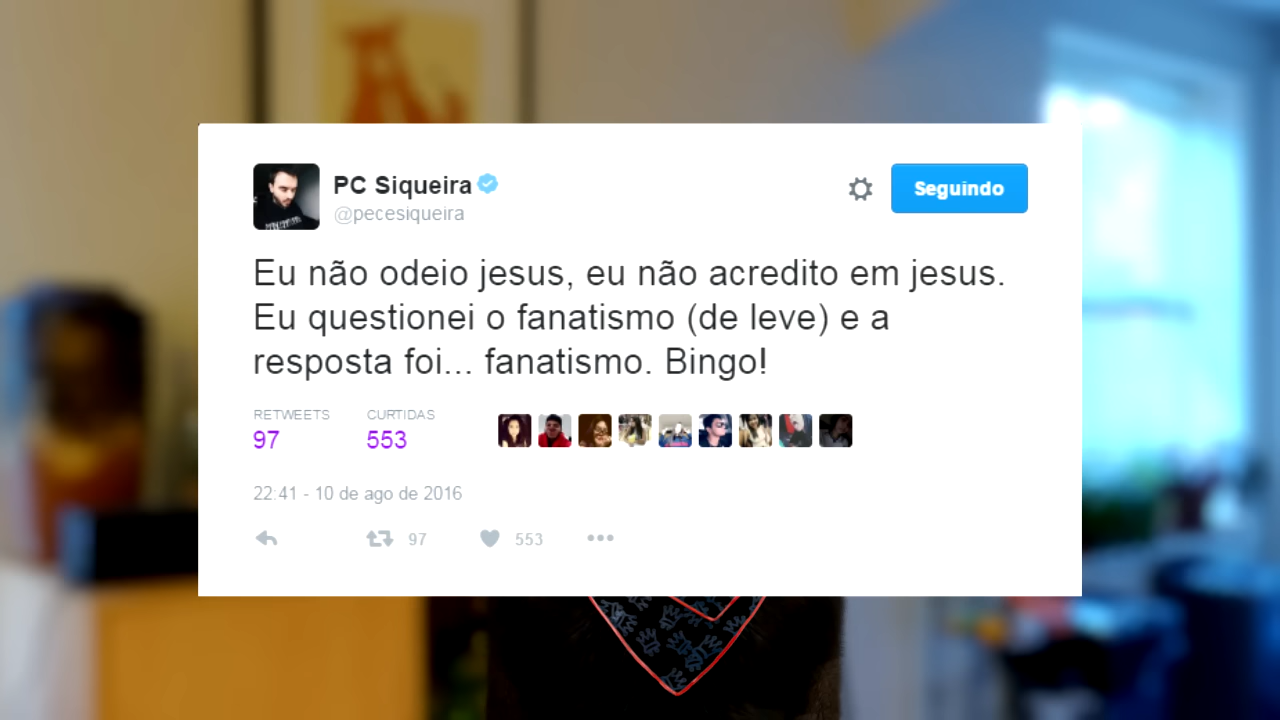 PC Siqueira
@pecesiqueira
Seguindo
Eu não odeio jesus, eu não acredito em jesus.
Eu questionei o fanatismo (de leve) e a
resposta foi... fanatismo. Bingo!
RETWEETS CURTIDAS
97 553
22:41 - 10 de ago de 2016
97 553